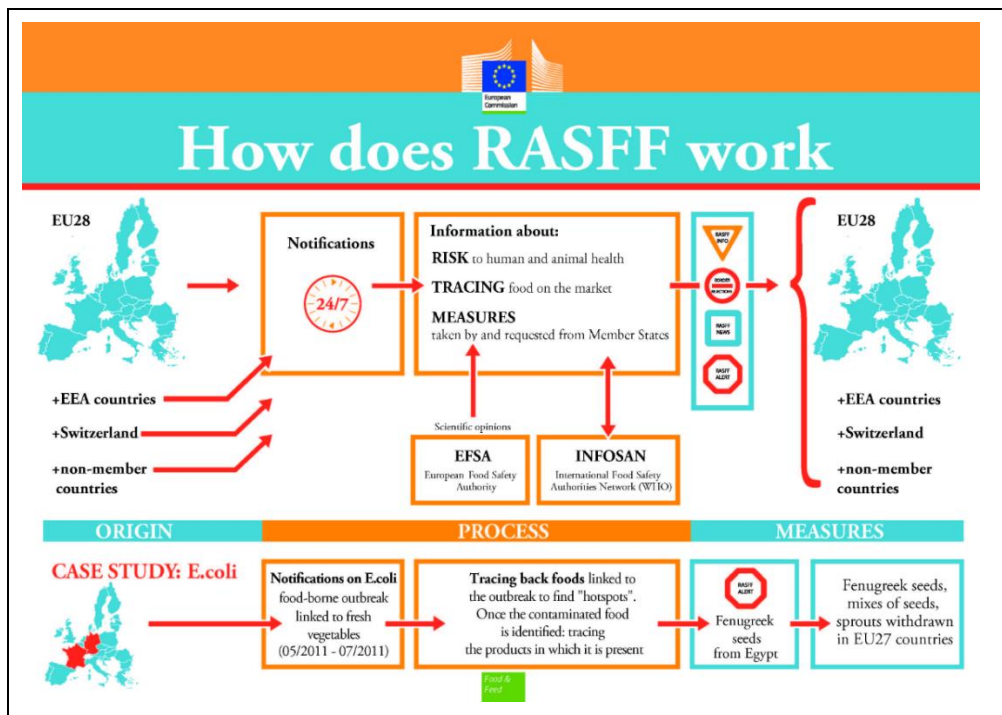 European
Commission
How does RASFF work
EU28
+EEA countries
+Switzerland
+non-member
countries
Notifications
24/7
Information about:
RISK to human and animal health
TRACING food on the market
MEASURES
taken by and requested from Member States
Scientific opinions
EFSA
European Food Safety
Authority
INFOSAN
International Food Safety
Authorities Network (WHO)
RASFF
INFO
BORDER
REJECTIONS
RASFF
NEWS
RASFF
ALERT
EU28
+EEA countries
+Switzerland
+non-member
countries
ORIGIN
PROCESS
MEASURES
CASE STUDY: E.coli
Notifications on E.coli
food-borne outbreak
linked to fresh
vegetables
(05/2011 - 07/2011)
Tracing back foods linked to
the outbreak to find "hotspots".
Once the contaminated food
is identified: tracing
the products in which it is present
RASFF
ALERT
Fenugreek
seeds
from Egypt
Fenugreek seeds,
mixes of seeds,
sprouts withdrawn
in EU27 countries
Food &
Feed